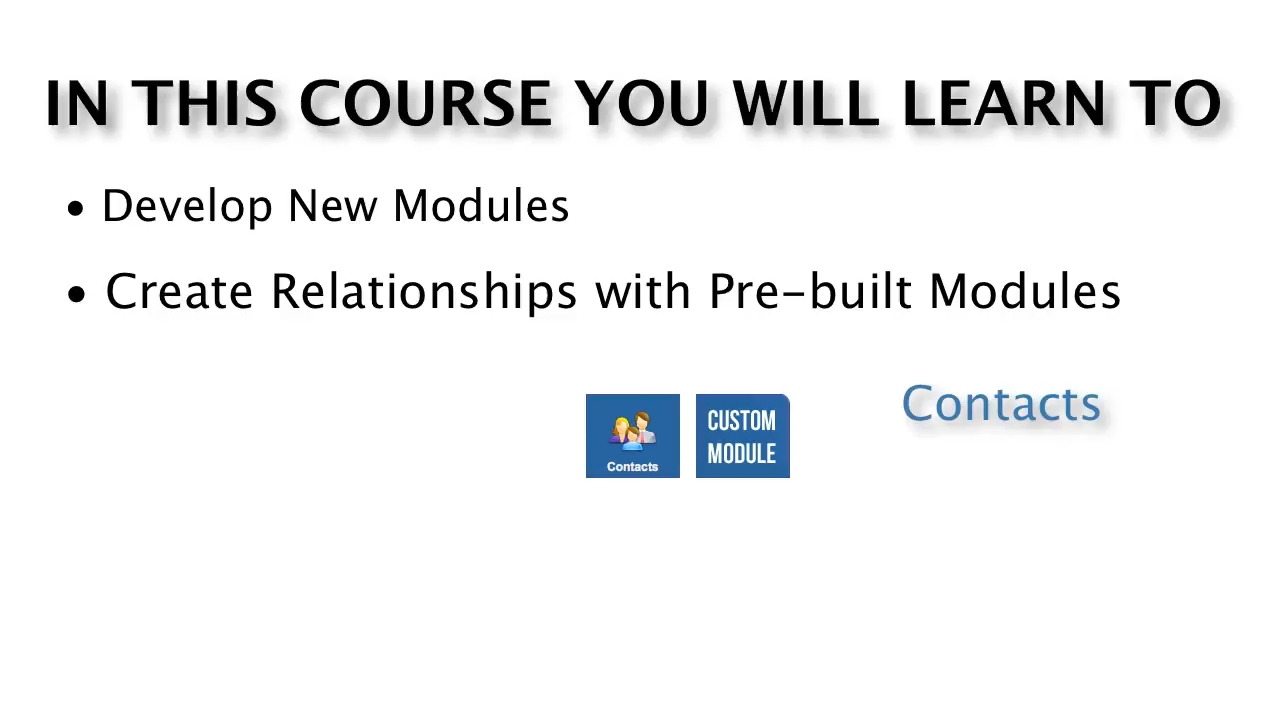 IN THIS COURSE YOU WILL LEARN TO
• Develop New Modules
• Create Relationships with Pre-built Modules
Contacts
CUSTOM
MODULE
Contacts